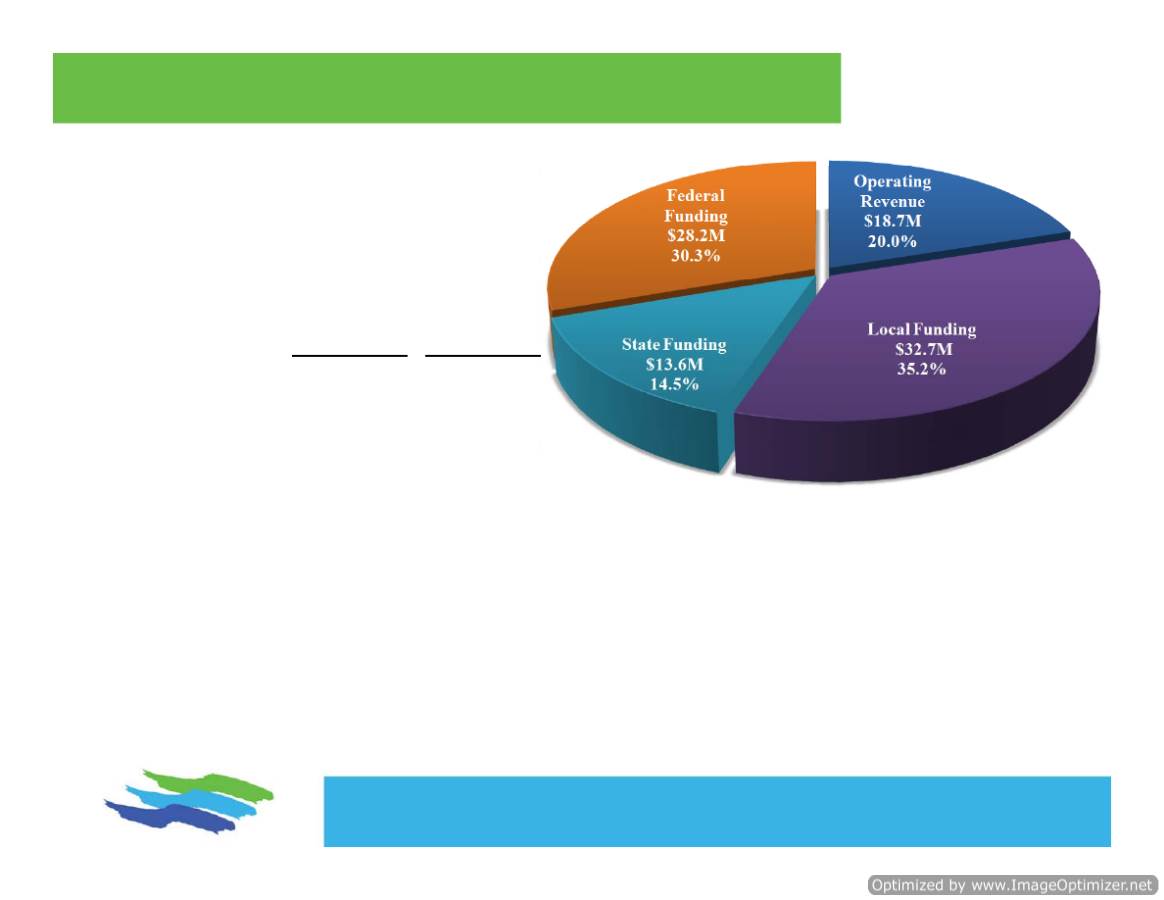 Federal
Funding
$28.2M
30.3%
Operating
Revenue
$18.7M
20.0%
State Funding
$13.6M
14.5%
Local Funding
$32.7M
35.2%
Optimized by www.ImageOptimizer.net